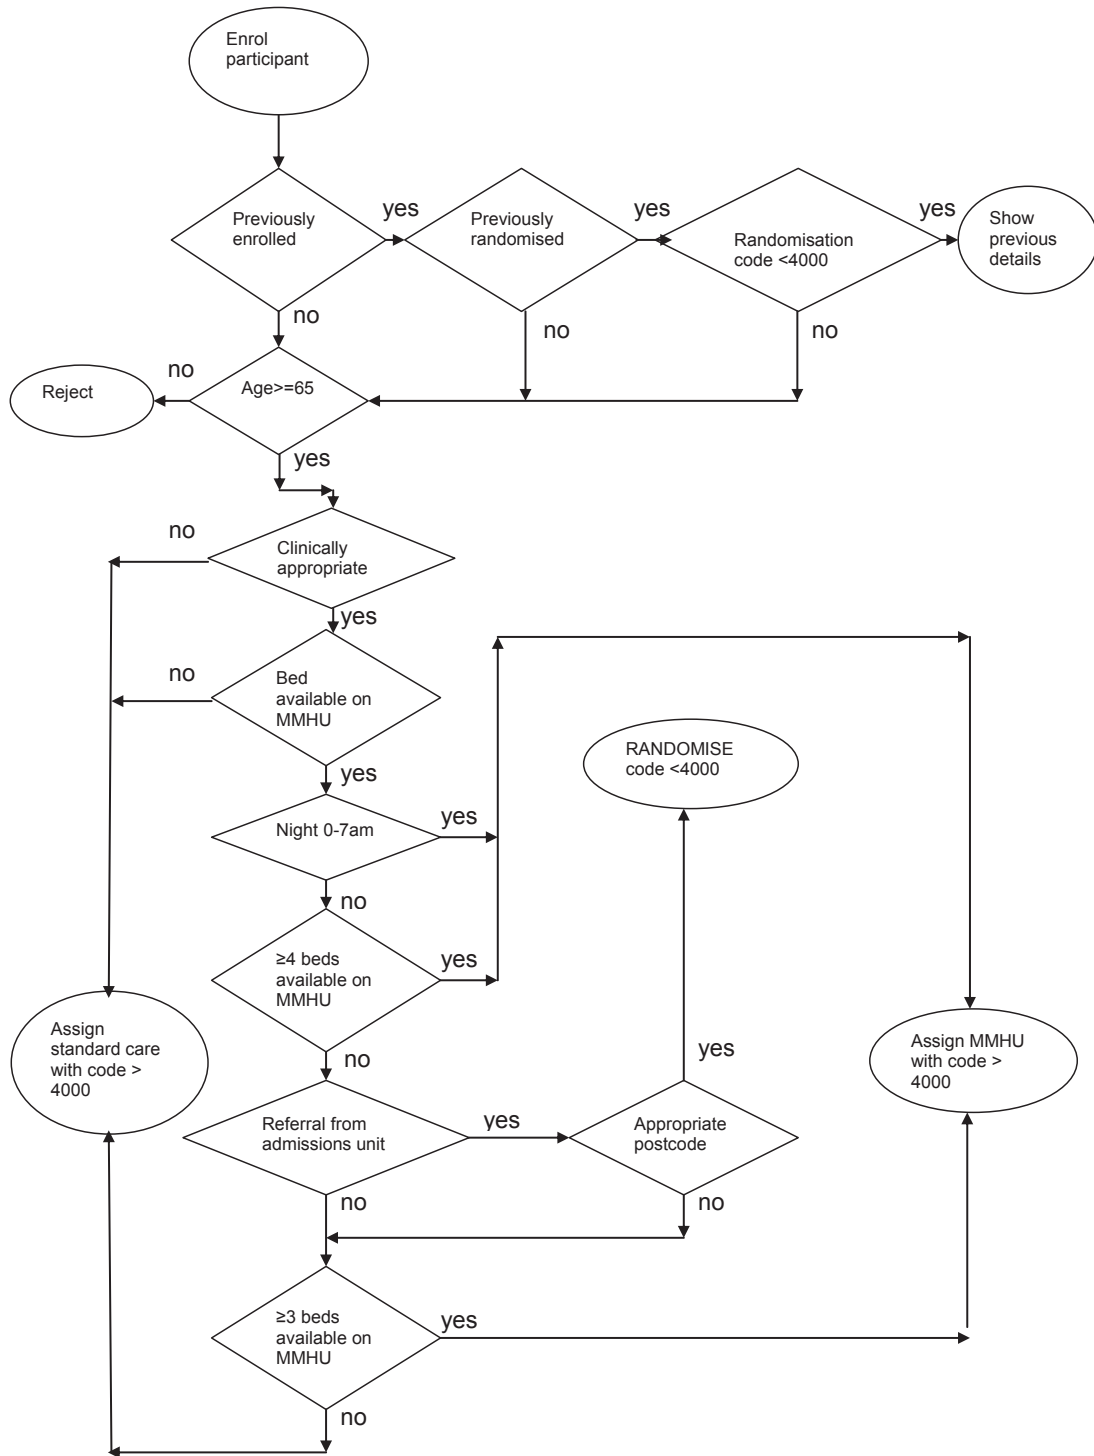 Enrol
participant
Previously
enrolled
yes
Previously
randomised
yes
Randomisation
code <4000
yes
Show
previous
details
no
no
no
Reject
no
Age>=65
yes
no
Clinically
appropriate
yes
no
Bed
available on
MMHU
yes
RANDOMISE
code <4000
Night 0-7am
yes
no
≥4 beds
available on
MMHU
yes
no
Assign
standard care
with code >
4000
yes
Assign MMHU
with code >
4000
Referral from
admissions unit
yes
Appropriate
postcode
no
no
≥3 beds
available on
MMHU
yes
no